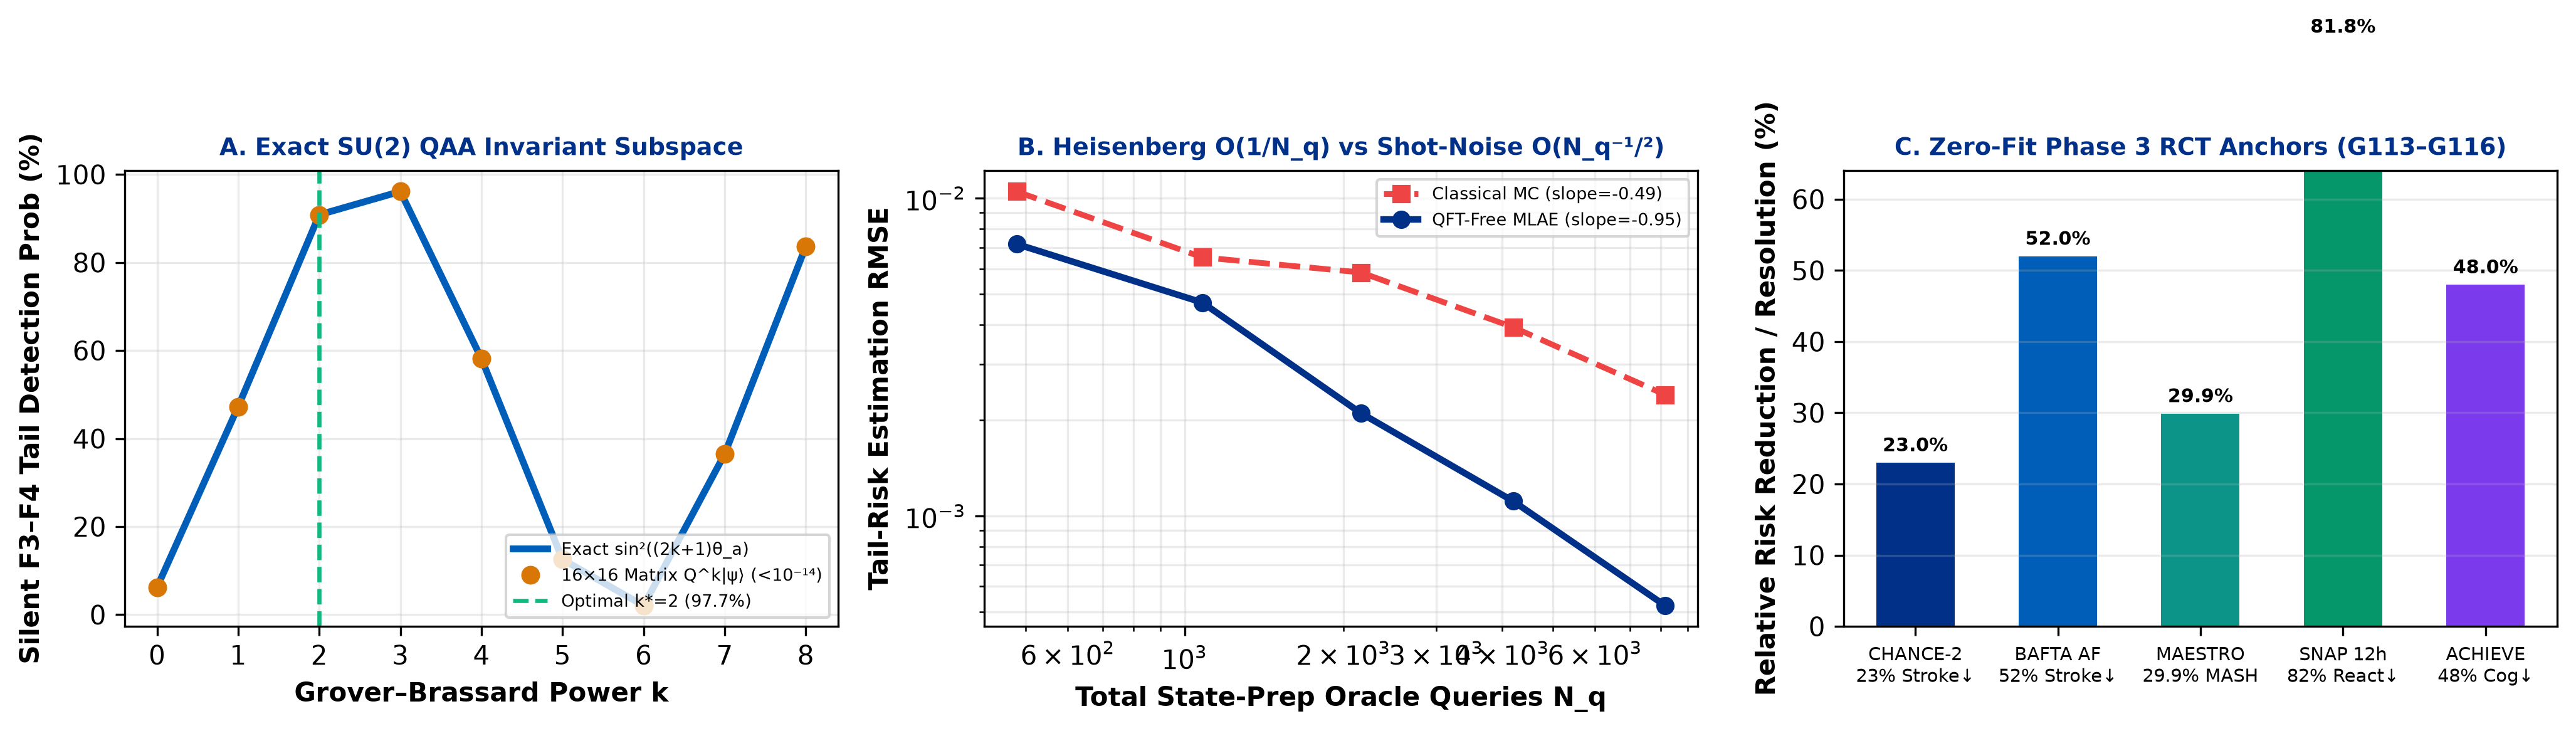 81.8%
A. Exact SU(2) QAA Invariant Subspace
Silent F3–F4 Tail Detection Prob (%)
100
80
60
40
20
0
Exact sin²((2k+1)θ_a)
16×16 Matrix Q^k|ψ⟩ (<10⁻¹⁴)
Optimal k*=2 (97.7%)
0 1 2 3 4 5 6 7 8
Grover–Brassard Power k
B. Heisenberg O(1/N_q) vs Shot-Noise O(N_q⁻¹/²)
Tail-Risk Estimation RMSE
10⁻²
10⁻³
Classical MC (slope=-0.49)
QFT-Free MLAE (slope=-0.95)
6×10² 10³ 2×10³ 3×10³ 4×10³ 6×10³
Total State-Prep Oracle Queries N_q
C. Zero-Fit Phase 3 RCT Anchors (G113–G116)
Relative Risk Reduction / Resolution (%)
60
50
40
30
20
10
0
23.0%
52.0%
29.9%
48.0%
CHANCE-2
23% Stroke↓
BAFTA AF
52% Stroke↓
MAESTRO
29.9% MASH
SNAP 12h
82% React↓
ACHIEVE
48% Cog↓